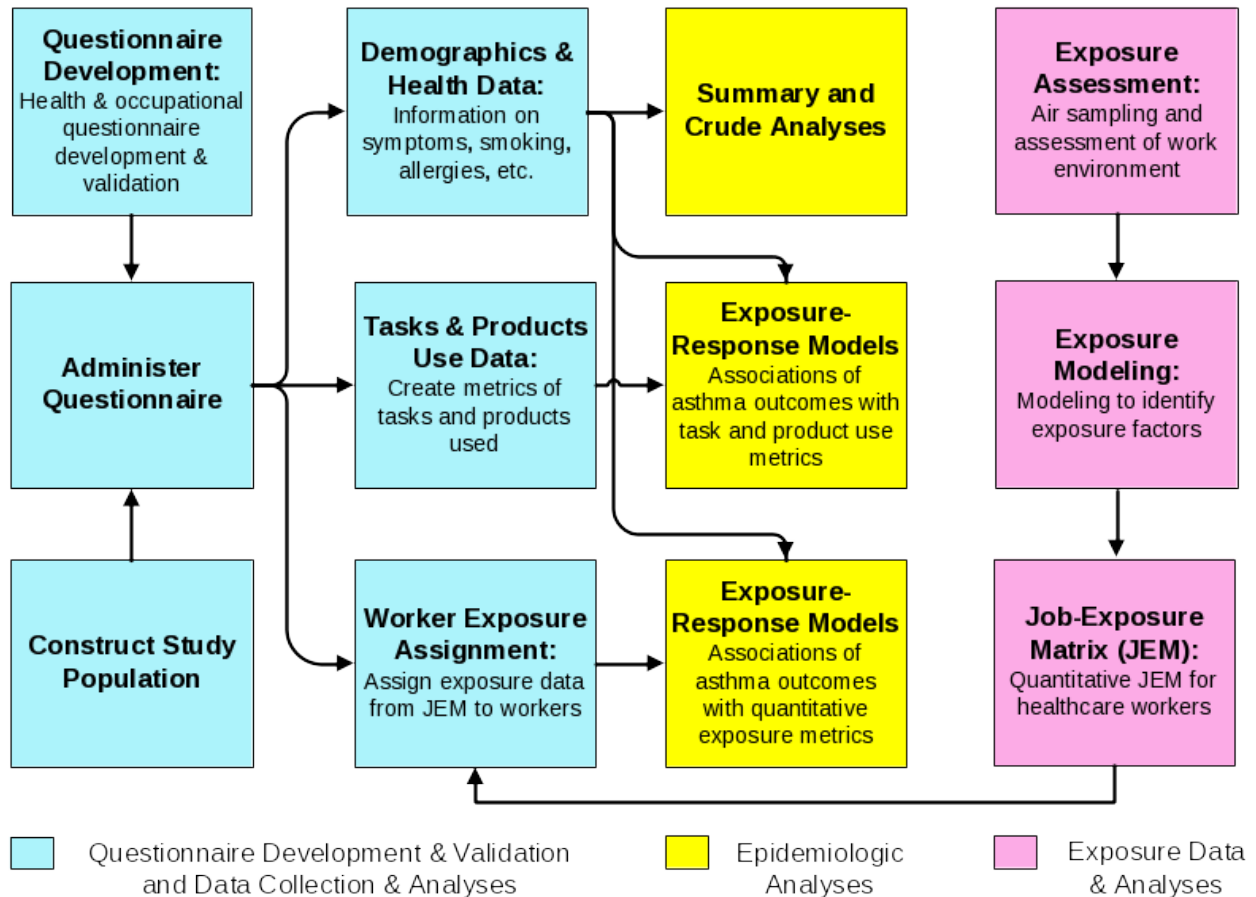 Questionnaire
Development:
Health & occupational
questionnaire
development &
validation
Demographics &
Health Data:
Information on
symptoms, smoking,
allergies, etc.
Summary and
Crude Analyses
Exposure
Assessment:
Air sampling and
assessment of work
environment
Administer
Questionnaire
Tasks & Products
Use Data:
Create metrics of
tasks and products
used
Exposure-
Response Models
Associations of
asthma outcomes with
task and product use
metrics
Exposure
Modeling:
Modeling to identify
exposure factors
Construct Study
Population
Worker Exposure
Assignment:
Assign exposure data
from JEM to workers
Exposure-
Response Models
Associations of
asthma outcomes
with quantitative
exposure metrics
Job-Exposure
Matrix (JEM):
Quantitative JEM for
healthcare workers
Questionnaire Development & Validation
and Data Collection & Analyses
Epidemiologic
Analyses
Exposure Data
& Analyses